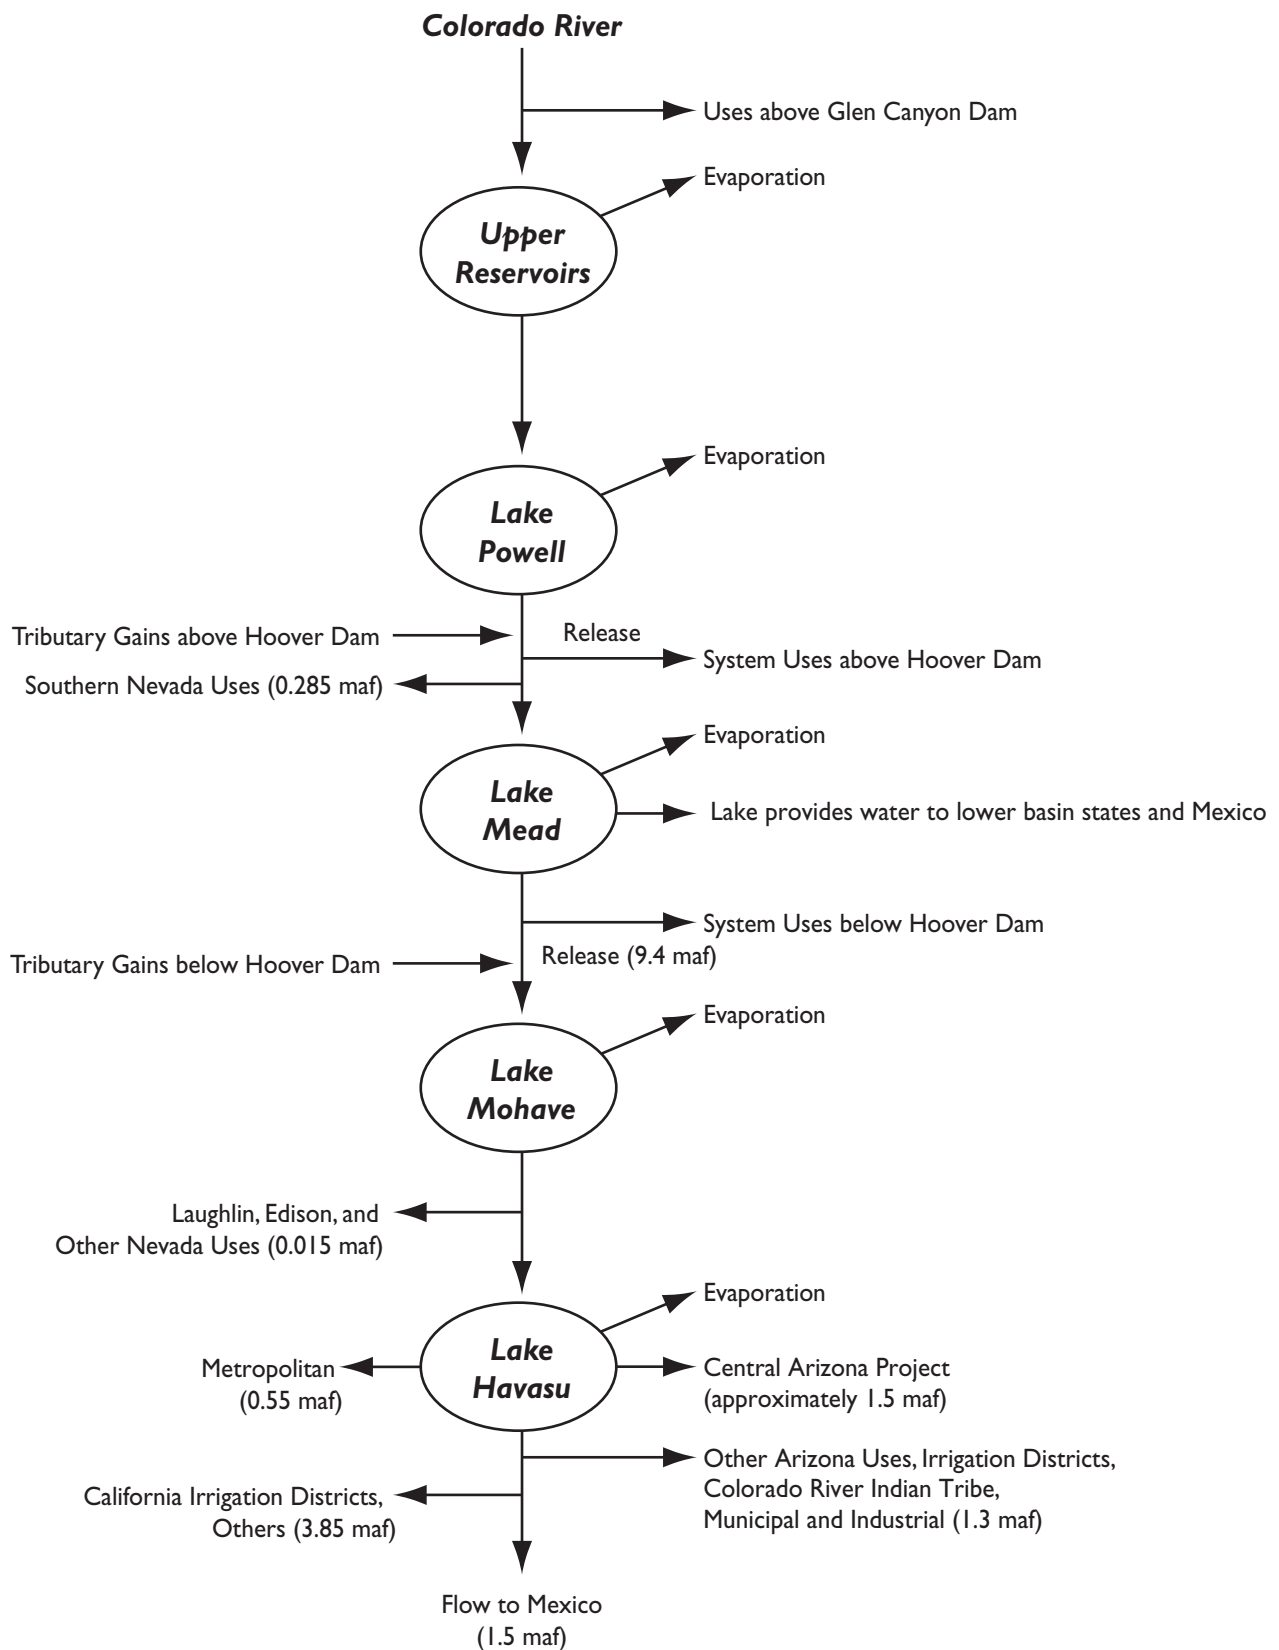 Colorado River
Uses above Glen Canyon Dam
Evaporation
Upper
Reservoirs
Evaporation
Lake
Powell
Tributary Gains above Hoover Dam
Release
System Uses above Hoover Dam
Southern Nevada Uses (0.285 maf)
Evaporation
Lake
Mead
Lake provides water to lower basin states and Mexico
System Uses below Hoover Dam
Release (9.4 maf)
Tributary Gains below Hoover Dam
Evaporation
Lake
Mohave
Laughlin, Edison, and
Other Nevada Uses (0.015 maf)
Evaporation
Lake
Havasu
Metropolitan
(0.55 maf)
Central Arizona Project
(approximately 1.5 maf)
Other Arizona Uses, Irrigation Districts,
Colorado River Indian Tribe,
Municipal and Industrial (1.3 maf)
California Irrigation Districts,
Others (3.85 maf)
Flow to Mexico
(1.5 maf)